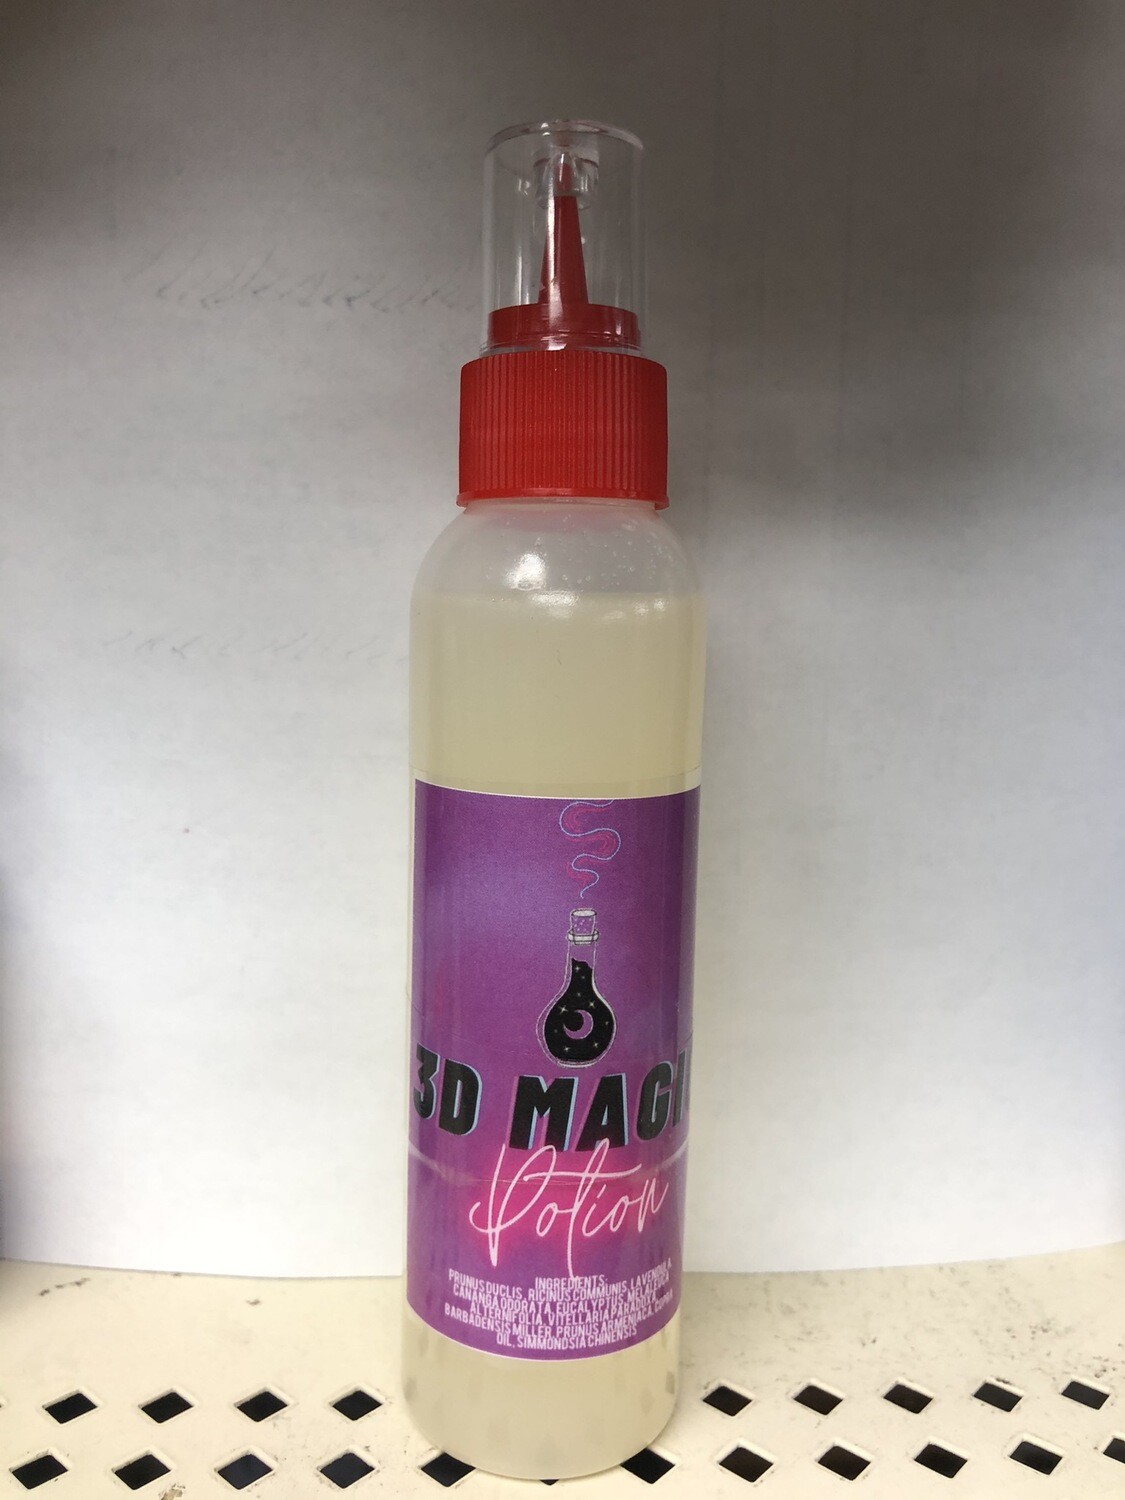 3D MAGI
Potion
INGREDIENTS:
PRUNUS DUCLIS, RICINUS COMMUNIS, LAVENDULA,
CANANGA ODORATA, EUCALYPTUS, MELALEUCA
ALTERNIFOLIA, VITELLARIA PARADOXA,
BARBADENSIS MILLER, PRUNUS ARMENIACA, COPRA
OIL, SIMMONDSIA CHINENSIS